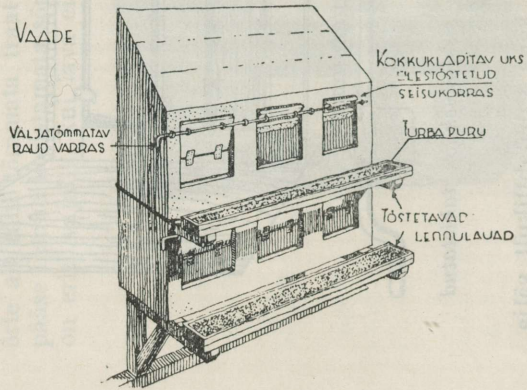 VAADE
KOKKUKLAPITAV UKS
ÜLESTÕSTETUD
SEISUKORRAS
VÄLJATÕMMATAV
RAUD VARRAS
TURBA PURU
TÕSTETAVAD
LENNULAUAD